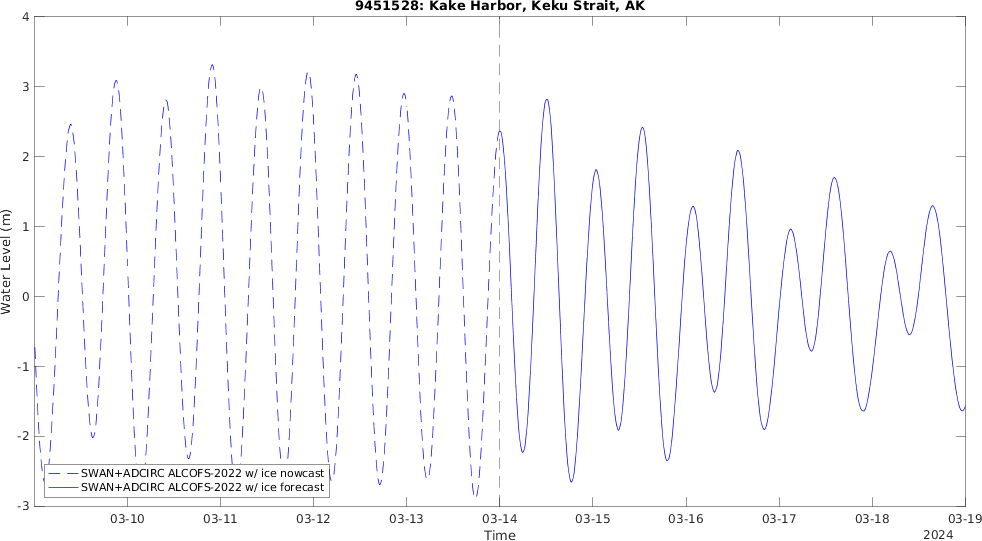 9451528: Kake Harbor, Keku Strait, AK
4
3
2
1
0
-1
-2
-3
Water Level (m)
SWAN+ADCIRC ALCOFS-2022 w/ ice nowcast
SWAN+ADCIRC ALCOFS-2022 w/ ice forecast
03-10 03-11 03-12 03-13 03-14 03-15 03-16 03-17 03-18 03-19
Time
2024